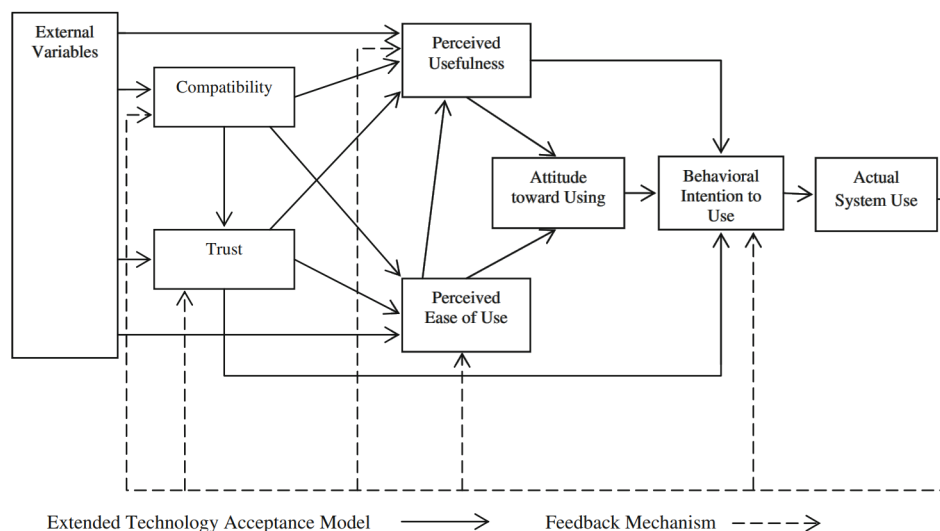 External
Variables
Perceived
Usefulness
Compatibility
Attitude
toward Using
Behavioral
Intention to
Use
Actual
System Use
Trust
Perceived
Ease of Use
Extended Technology Acceptance Model
Feedback Mechanism